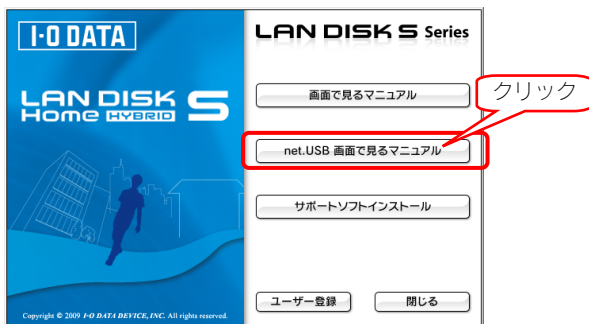 I-O DATA
LAN DISK S Series
LAN DISK
Home HYBRID S
画面で見るマニュアル
クリック
net.USB 画面で見るマニュアル
サポートソフトインストール
ユーザー登録
閉じる
Copyright © 2009 I-O DATA DEVICE, INC. All rights reserved.